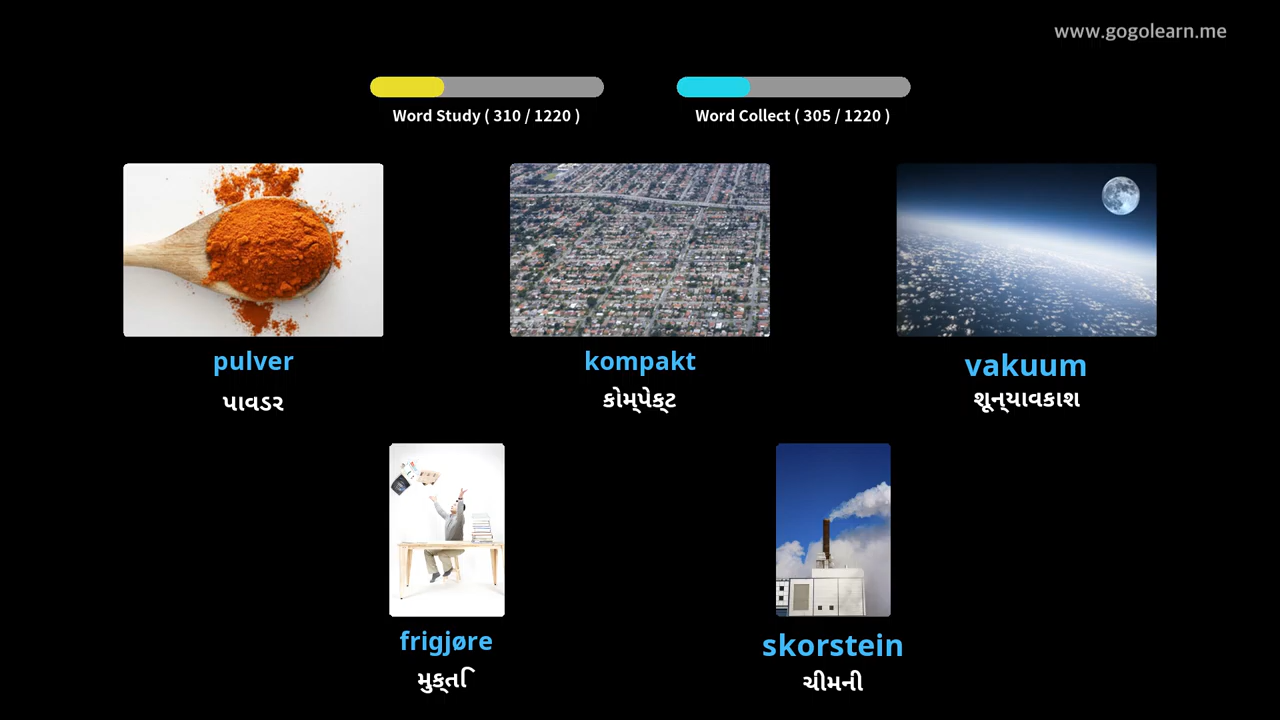 www.gogolearn.me
Word Study ( 310 / 1220 )
Word Collect ( 305 / 1220 )
pulver
kompakt
vakuum
પાવડર
કોમ્પેક્ટ
શૂન્યાવકાશ
frigjøre
skorstein
મુક્તિ
ચીમની